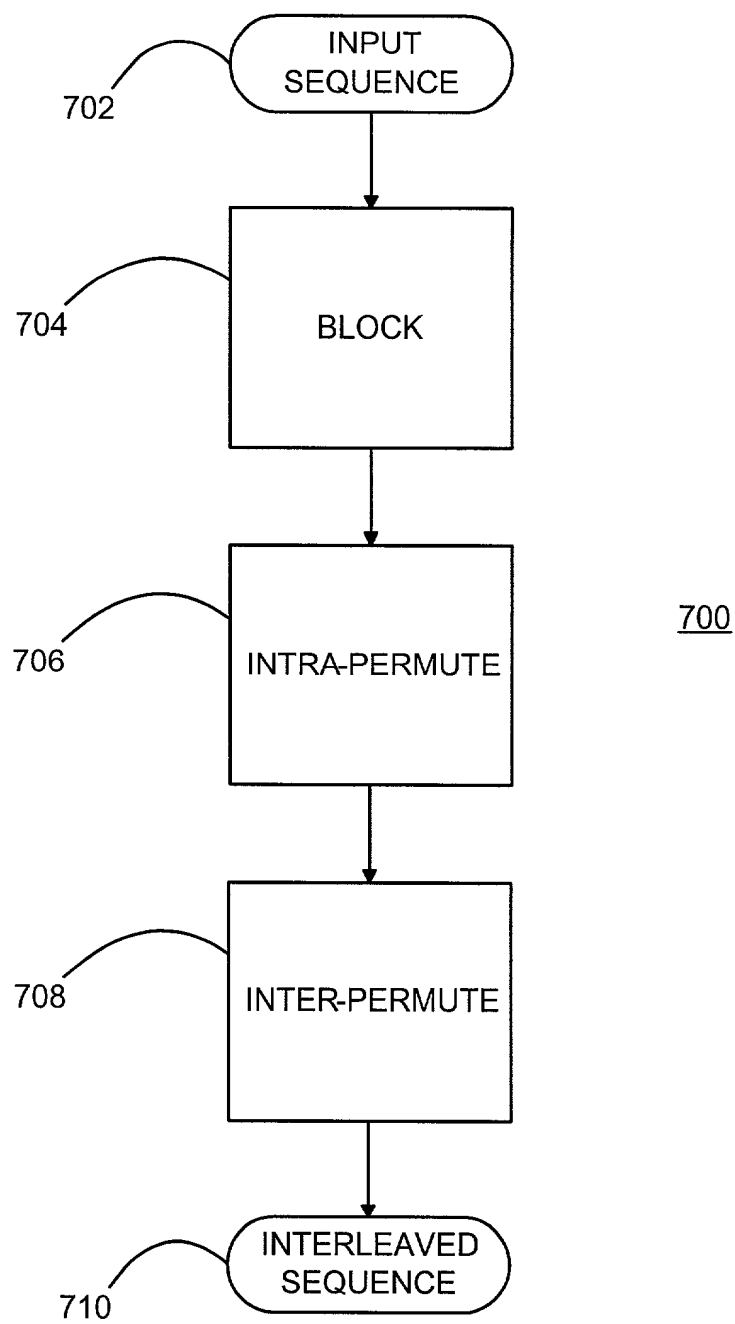 INPUT
SEQUENCE
702
BLOCK
704
700
INTRA-PERMUTE
706
INTER-PERMUTE
708
INTERLEAVED
SEQUENCE
710